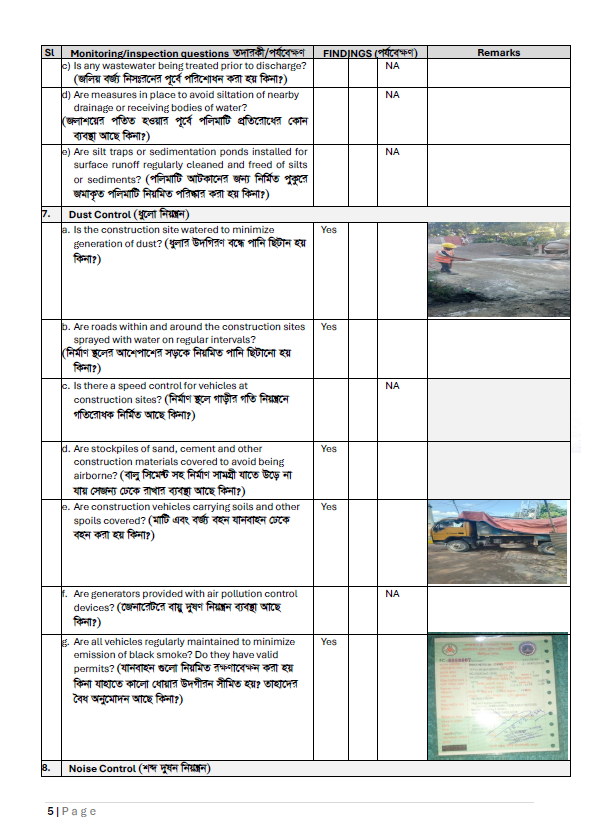 Sl Monitoring/inspection questions তদারকী/পর্যবেক্ষণ FINDINGS (পর্যবেক্ষণ) Remarks
c) Is any wastewater being treated prior to discharge? NA
(জলিয় বর্জ্য নিসঃরনের পূর্বে পরিশোধন করা হয় কিনা?)
d) Are measures in place to avoid siltation of nearby NA
drainage or receiving bodies of water?
(জলাশয়ের পতিত হওয়ার পূর্বে পলিমাটি প্রতিরোধের কোন
ব্যবস্থা আছে কিনা?)
e) Are silt traps or sedimentation ponds installed for NA
surface runoff regularly cleaned and freed of silts
or sediments? (পলিমাটি আটকানের জন্য নির্মিত পুকুরে
জমাকৃত পলিমাটি নিয়মিত পরিষ্কার করা হয় কিনা?)
7. Dust Control (ধুলো নিয়ন্ত্রন)
a. Is the construction site watered to minimize Yes
generation of dust? (ধুলার উদগিরণ বন্ধে পানি ছিটান হয়
কিনা?)
b. Are roads within and around the construction sites Yes
sprayed with water on regular intervals?
(নির্মাণ স্থলের আশেপাশের সড়কে নিয়মিত পানি ছিটানো হয়
কিনা?)
c. Is there a speed control for vehicles at NA
construction sites? (নির্মাণ স্থলে গাড়ীর গতি নিয়ন্ত্রনে
গতিরোধক নির্মিত আছে কিনা?)
d. Are stockpiles of sand, cement and other Yes
construction materials covered to avoid being
airborne? (বালু সিমেন্ট সহ নির্মাণ সামগ্রী যাতে উড়ে না
যায় সেজন্য ঢেকে রাখার ব্যবস্থা আছে কিনা?)
e. Are construction vehicles carrying soils and other Yes
spoils covered? (মাটি এবং বর্জ্য বহন যানবাহন ঢেকে
বহন করা হয় কিনা?)
f. Are generators provided with air pollution control NA
devices? (জেনারেটরে বায়ু দুষণ নিয়ন্ত্রন ব্যবস্থা আছে
কিনা?)
g. Are all vehicles regularly maintained to minimize Yes
emission of black smoke? Do they have valid
permits? (যানবাহন গুলো নিয়মিত রক্ষণাবেক্ষন করা হয়
কিনা যাহাতে কালো ধোয়ার উদগীরন সীমিত হয়? তাহাদের
বৈধ অনুমোদন আছে কিনা?)
8. Noise Control (শব্দ দুষন নিয়ন্ত্রন)
5 | Page